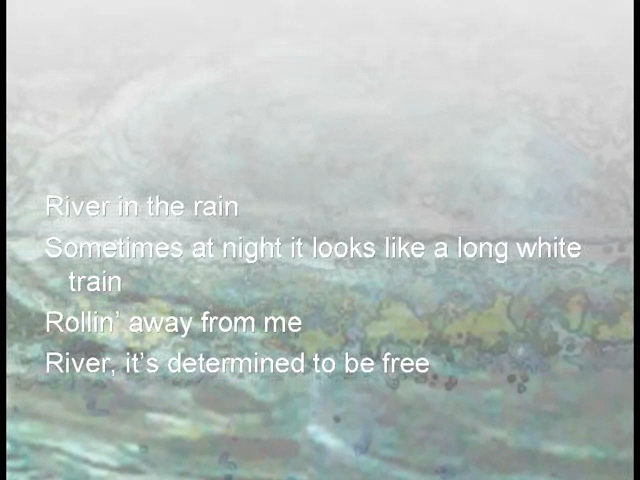 River in the rain
Sometimes at night it looks like a long white
train
Rollin’ away from me
River, it’s determined to be free